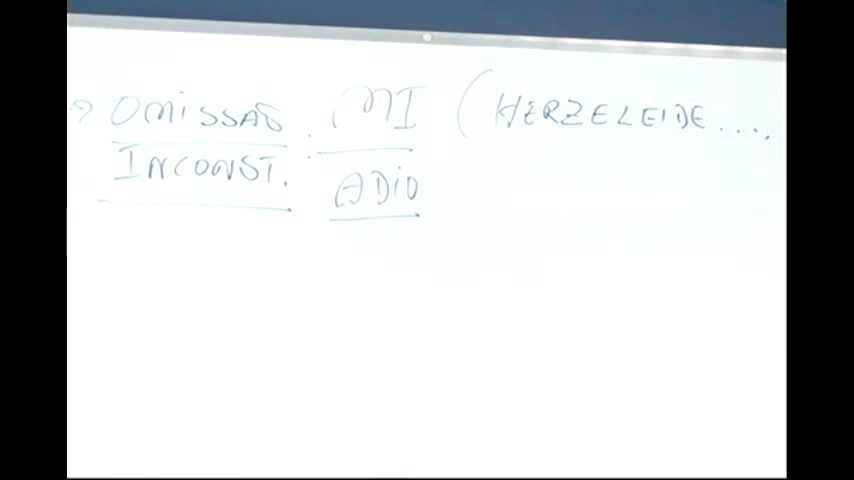 OMISSÃO : MI ( HERZELEIDE ....,
INCONST. ADIO